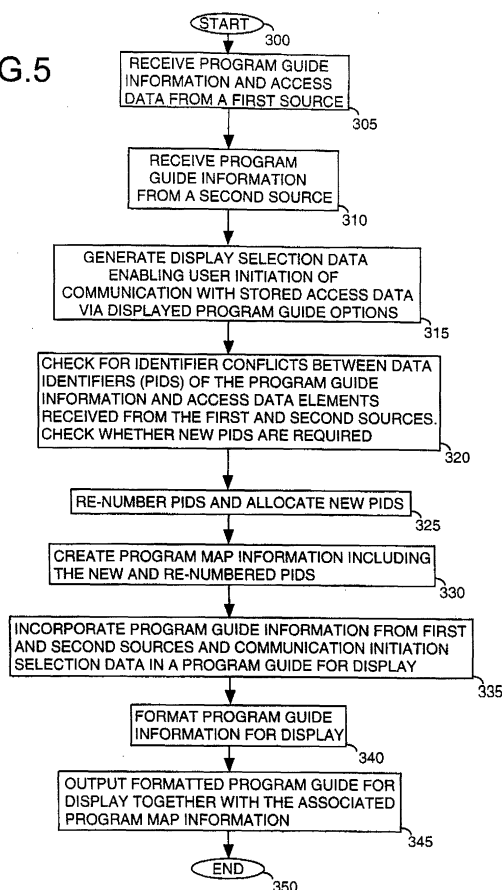 G.5
START
300
RECEIVE PROGRAM GUIDE
INFORMATION AND ACCESS
DATA FROM A FIRST SOURCE
305
RECEIVE PROGRAM
GUIDE INFORMATION
FROM A SECOND SOURCE
310
GENERATE DISPLAY SELECTION DATA
ENABLING USER INITIATION OF
COMMUNICATION WITH STORED ACCESS DATA
VIA DISPLAYED PROGRAM GUIDE OPTIONS
315
CHECK FOR IDENTIFIER CONFLICTS BETWEEN DATA
IDENTIFIERS (PIDS) OF THE PROGRAM GUIDE
INFORMATION AND ACCESS DATA ELEMENTS
RECEIVED FROM THE FIRST AND SECOND SOURCES.
CHECK WHETHER NEW PIDS ARE REQUIRED
320
RE-NUMBER PIDS AND ALLOCATE NEW PIDS
325
CREATE PROGRAM MAP INFORMATION INCLUDING
THE NEW AND RE-NUMBERED PIDS
330
INCORPORATE PROGRAM GUIDE INFORMATION FROM FIRST
AND SECOND SOURCES AND COMMUNICATION INITIATION
SELECTION DATA IN A PROGRAM GUIDE FOR DISPLAY
335
FORMAT PROGRAM GUIDE
INFORMATION FOR DISPLAY
340
OUTPUT FORMATTED PROGRAM GUIDE FOR
DISPLAY TOGETHER WITH THE ASSOCIATED
PROGRAM MAP INFORMATION
345
END
350